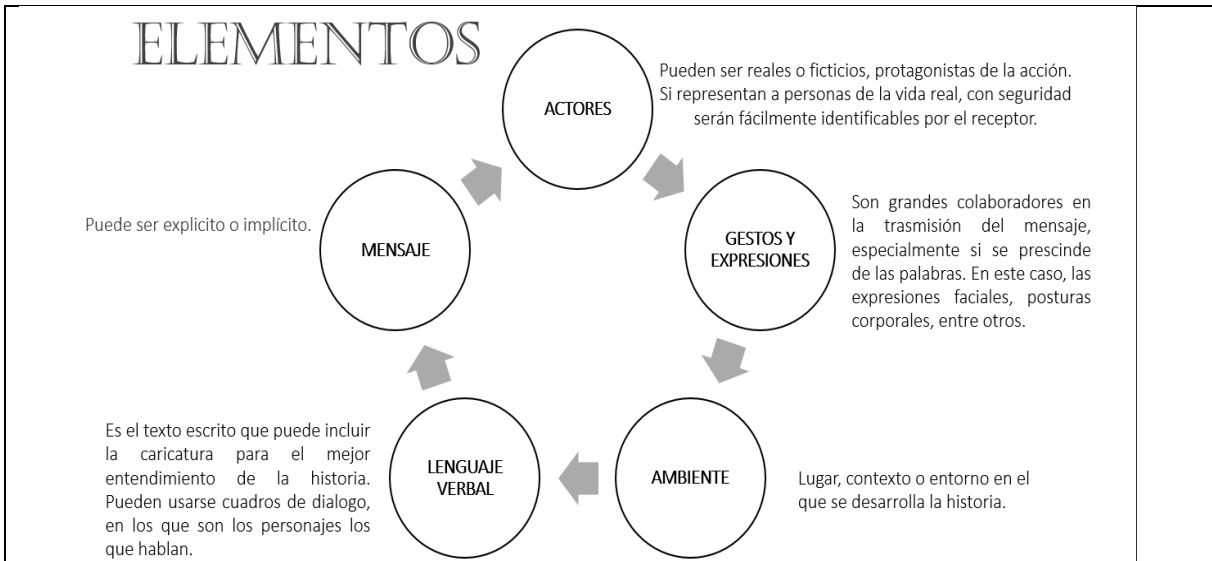 ELEMENTOS
ACTORES
Pueden ser reales o ficticios, protagonistas de la acción.
Si representan a personas de la vida real, con seguridad
serán fácilmente identificables por el receptor.
GESTOS Y
EXPRESIONES
Son grandes colaboradores en
la trasmisión del mensaje,
especialmente si se prescinde
de las palabras. En este caso, las
expresiones faciales, posturas
corporales, entre otros.
AMBIENTE
Lugar, contexto o entorno en el
que se desarrolla la historia.
LENGUAJE
VERBAL
Es el texto escrito que puede incluir
la caricatura para el mejor
entendimiento de la historia.
Pueden usarse cuadros de dialogo,
en los que son los personajes los
que hablan.
MENSAJE
Puede ser explicito o implícito.